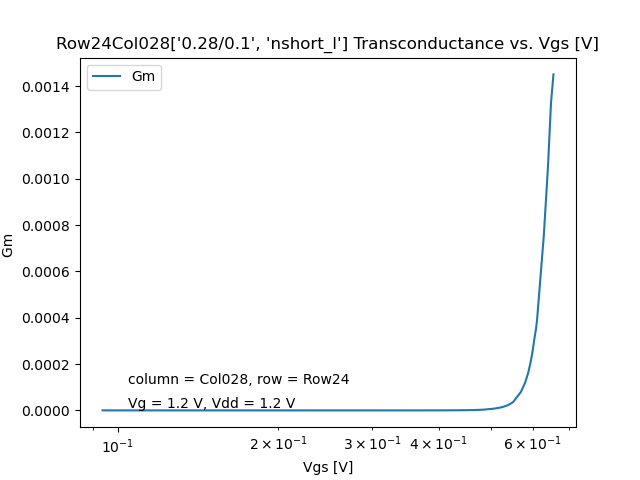 Row24Col028['0.28/0.1', 'nshort_l'] Transconductance vs. Vgs [V]
Gm
0.0014
0.0012
0.0010
0.0008
0.0006
0.0004
0.0002
0.0000
Gm
column = Col028, row = Row24
Vg = 1.2 V, Vdd = 1.2 V
10⁻¹
2 × 10⁻¹
3 × 10⁻¹
4 × 10⁻¹
6 × 10⁻¹
Vgs [V]